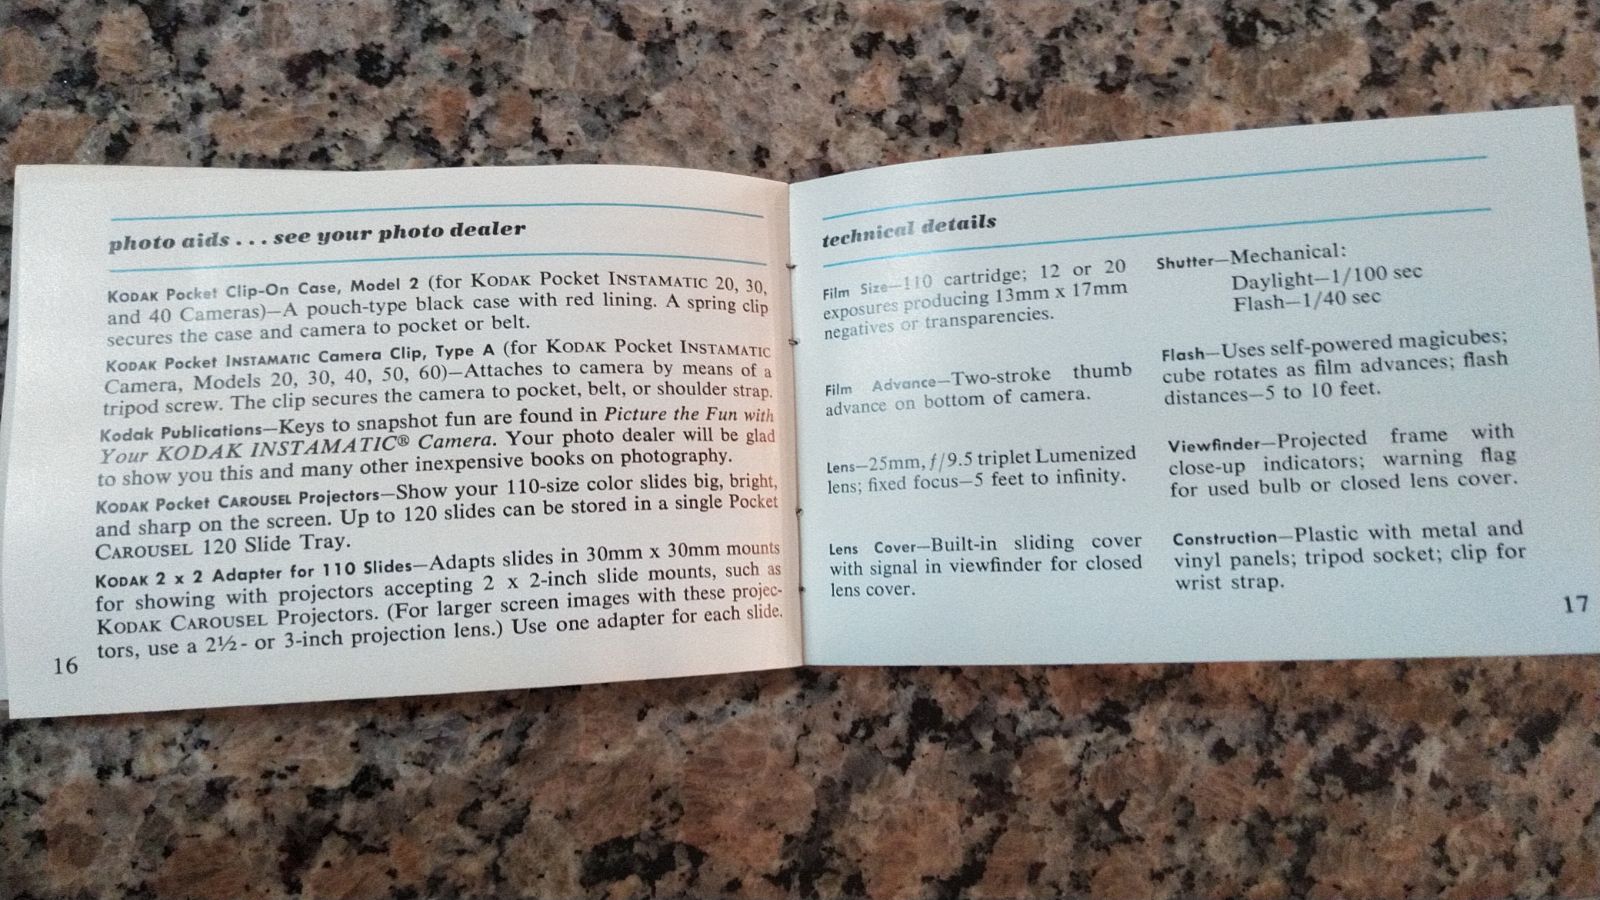 photo aids . . . see your photo dealer
KODAK Pocket Clip-On Case, Model 2 (for KODAK Pocket INSTAMATIC 20, 30,
and 40 Cameras)—A pouch-type black case with red lining. A spring clip
secures the case and camera to pocket or belt.
KODAK Pocket INSTAMATIC Camera Clip, Type A (for KODAK Pocket INSTAMATIC
Camera, Models 20, 30, 40, 50, 60)—Attaches to camera by means of a
tripod screw. The clip secures the camera to pocket, belt, or shoulder strap.
Kodak Publications—Keys to snapshot fun are found in Picture the Fun with
Your KODAK INSTAMATIC® Camera. Your photo dealer will be glad
to show you this and many other inexpensive books on photography.
KODAK Pocket CAROUSEL Projectors—Show your 110-size color slides big, bright,
and sharp on the screen. Up to 120 slides can be stored in a single Pocket
CAROUSEL 120 Slide Tray.
KODAK 2 x 2 Adapter for 110 Slides—Adapts slides in 30mm x 30mm mounts
for showing with projectors accepting 2 x 2-inch slide mounts, such as
KODAK CAROUSEL Projectors. (For larger screen images with these projec-
tors, use a 2½- or 3-inch projection lens.) Use one adapter for each slide.
16
technical details
Film Size—110 cartridge; 12 or 20
exposures producing 13mm x 17mm
negatives or transparencies.
Film Advance—Two-stroke thumb
advance on bottom of camera.
Lens—25mm, f/9.5 triplet Lumenized
lens; fixed focus—5 feet to infinity.
Lens Cover—Built-in sliding cover
with signal in viewfinder for closed
lens cover.
Shutter—Mechanical:
Daylight—1/100 sec
Flash—1/40 sec
Flash—Uses self-powered magicubes;
cube rotates as film advances; flash
distances—5 to 10 feet.
Viewfinder—Projected frame with
close-up indicators; warning flag
for used bulb or closed lens cover.
Construction—Plastic with metal and
vinyl panels; tripod socket; clip for
wrist strap.
17